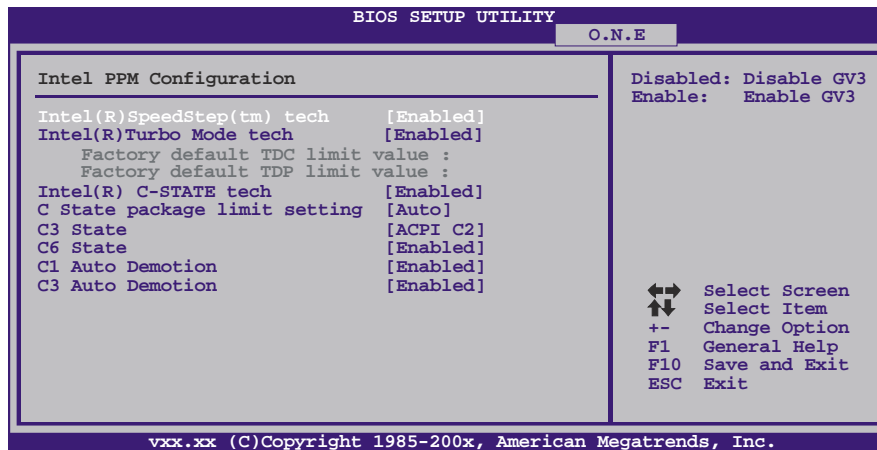 BIOS SETUP UTILITY
O.N.E
Intel PPM Configuration
Intel(R)SpeedStep(tm) tech [Enabled]
Intel(R)Turbo Mode tech [Enabled]
Factory default TDC limit value :
Factory default TDP limit value :
Intel(R) C-STATE tech [Enabled]
C State package limit setting [Auto]
C3 State [ACPI C2]
C6 State [Enabled]
C1 Auto Demotion [Enabled]
C3 Auto Demotion [Enabled]
Disabled: Disable GV3
Enable: Enable GV3
Select Screen
Select Item
+- Change Option
F1 General Help
F10 Save and Exit
ESC Exit
vxx.xx (C)Copyright 1985-200x, American Megatrends, Inc.